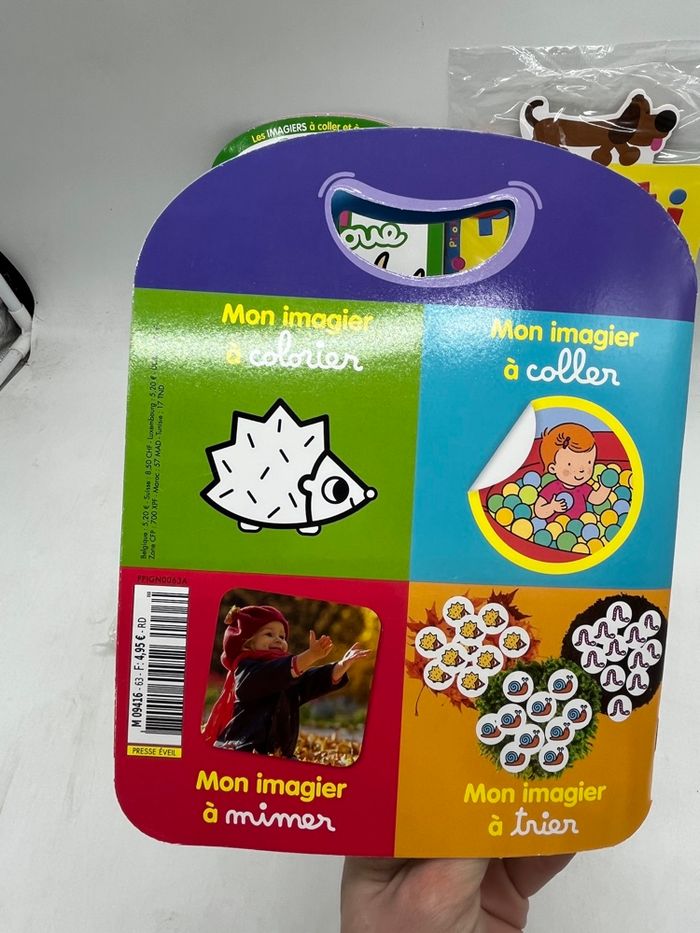 Les IMAGIERS à coller et à
Mon imagier
à colorier
Mon imagier
à coller
Belgique : 5,20 € - Suisse : 8,50 CHF - Luxembourg : 5,20 €
Zone CFP : 700 XPF - Maroc : 57 MAD - Tunisie : 17 TND
PPIGN0063A
M 09416 - 63 - F: 4,95 € - RD
PRESSE ÉVEIL
Mon imagier
à mimer
Mon imagier
à trier